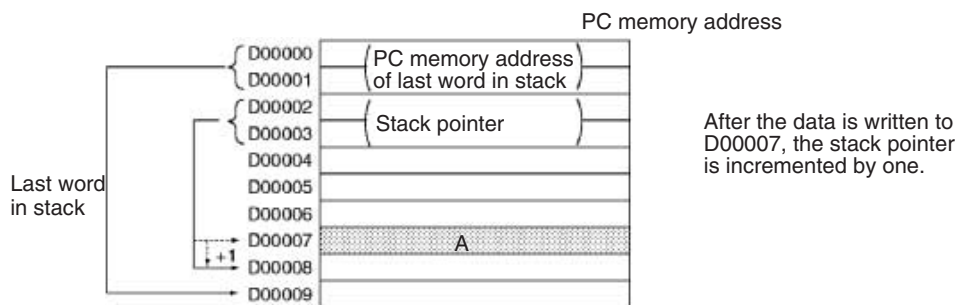 PC memory address
D00000
D00001
PC memory address
of last word in stack
D00002
D00003
Stack pointer
D00004
D00005
D00006
D00007
A
+1
D00008
D00009
Last word
in stack
After the data is written to
D00007, the stack pointer
is incremented by one.